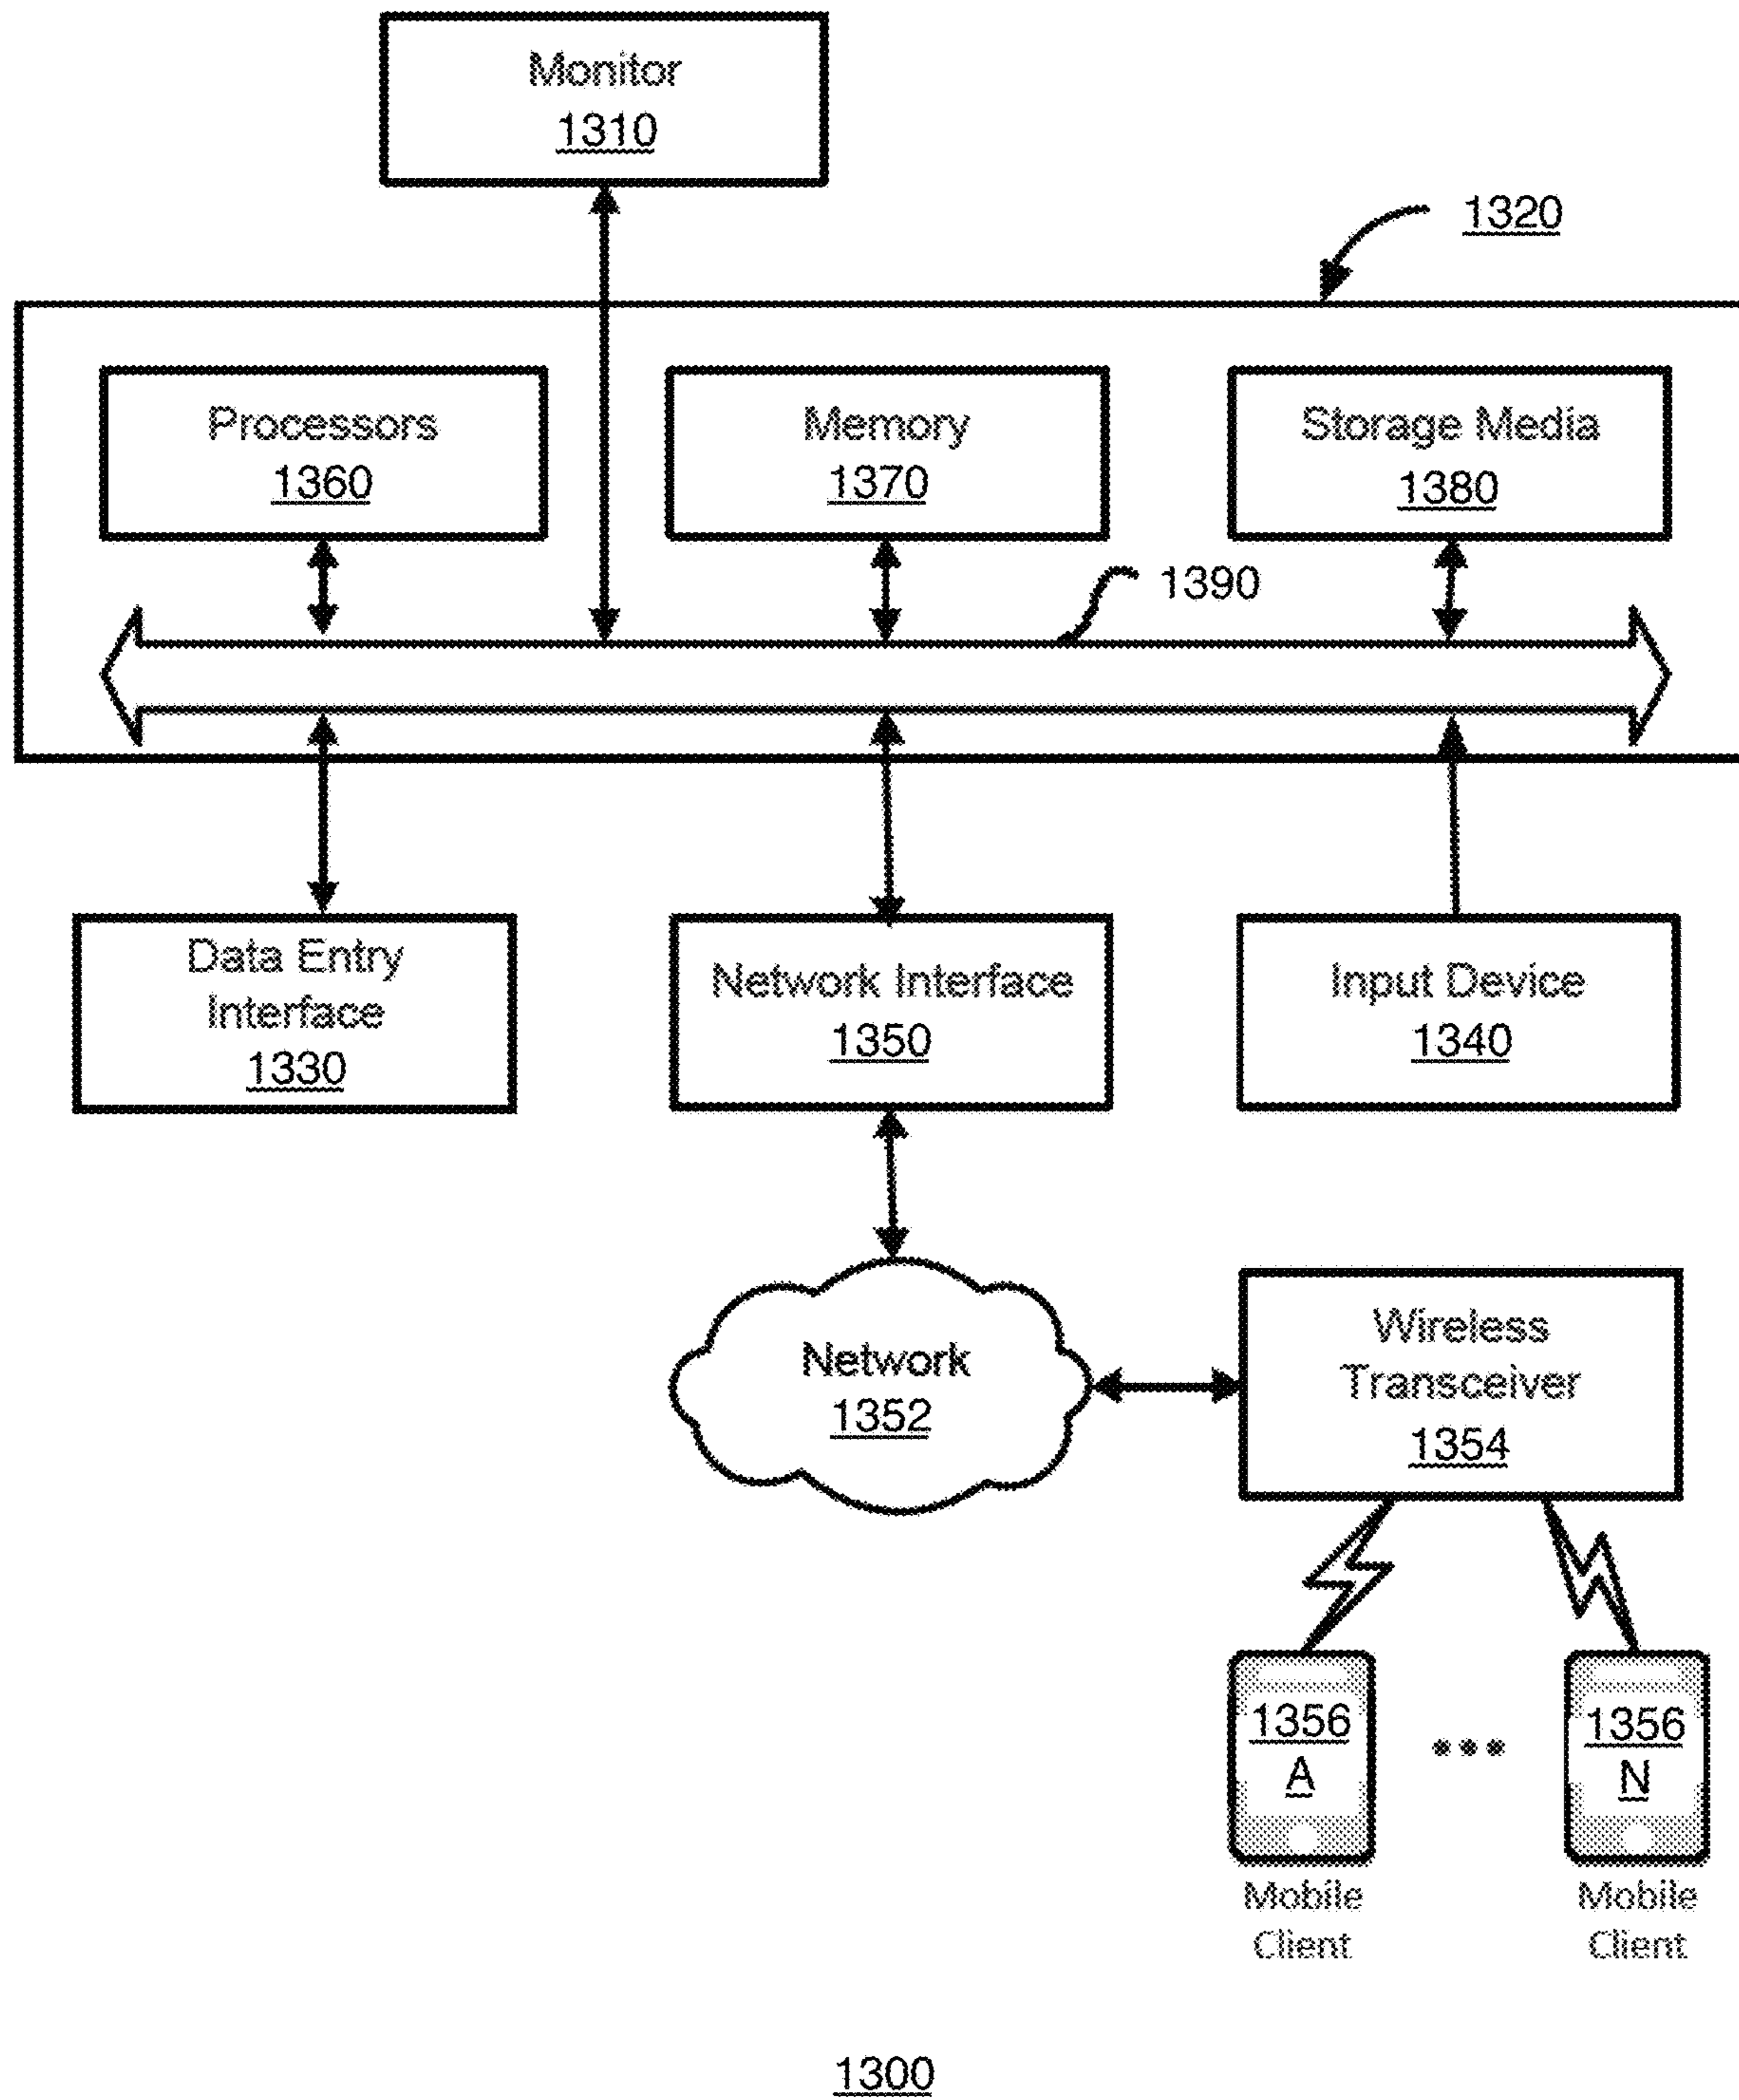 Monitor
1310
1320
Processors
1360
Memory
1370
Storage Media
1380
1390
Data Entry
Interface
1330
Network Interface
1350
Input Device
1340
Network
1352
Wireless
Transceiver
1354
1356
A
1356
N
Mobile
Client
Mobile
Client
1300